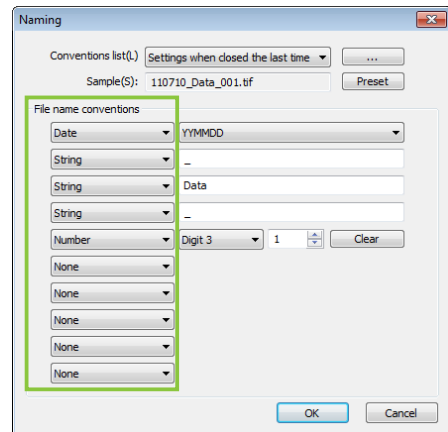 Naming
Conventions list(L) Settings when closed the last time ...
Sample(S): 110710_Data_001.tif Preset
File name conventions
Date YYMMDD
String _
String Data
String _
Number Digit 3 1 Clear
None
None
None
None
None
OK Cancel